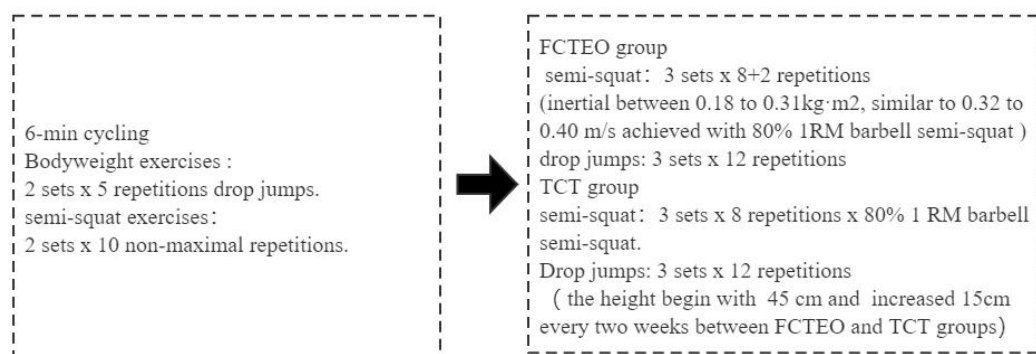 6-min cycling
Bodyweight exercises :
2 sets x 5 repetitions drop jumps.
semi-squat exercises：
2 sets x 10 non-maximal repetitions.
FCTEO group
semi-squat：3 sets x 8+2 repetitions
(inertial between 0.18 to 0.31kg·m2, similar to 0.32 to
0.40 m/s achieved with 80% 1RM barbell semi-squat )
drop jumps: 3 sets x 12 repetitions
TCT group
semi-squat：3 sets x 8 repetitions x 80% 1 RM barbell
semi-squat.
Drop jumps: 3 sets x 12 repetitions
（ the height begin with 45 cm and increased 15cm
every two weeks between FCTEO and TCT groups）